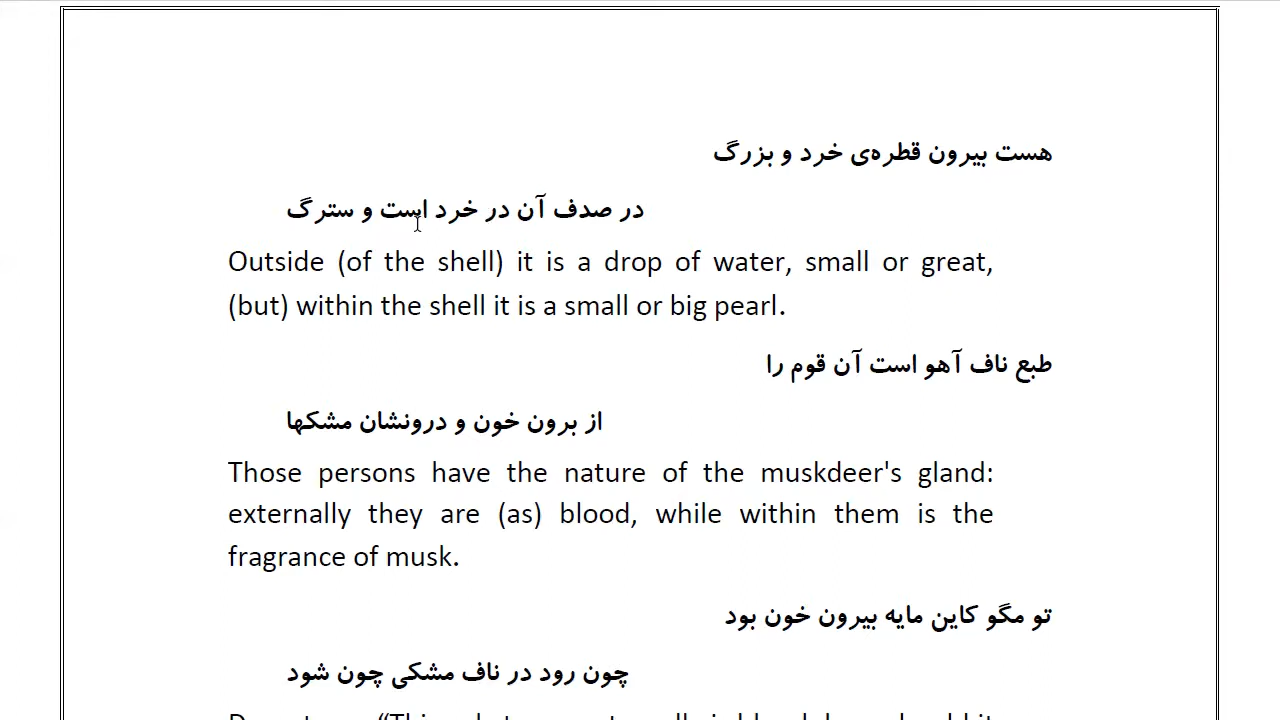 هست بیرون قطره‌ی خرد و بزرگ
در صدف آن در خرد است و سترگ
Outside (of the shell) it is a drop of water, small or great,
(but) within the shell it is a small or big pearl.
طبع ناف آهو است آن قوم را
از برون خون و درونشان مشکها
Those persons have the nature of the muskdeer's gland:
externally they are (as) blood, while within them is the
fragrance of musk.
تو مگو کاین مایه بیرون خون بود
چون رود در ناف مشکی چون شود